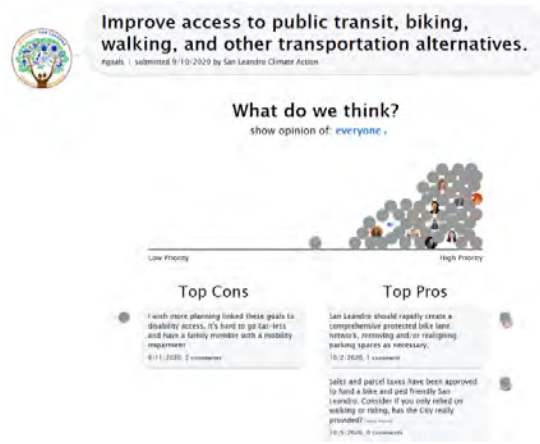 Improve access to public transit, biking,
walking, and other transportation alternatives.
#goals | submitted 9/10/2020 by San Leandro Climate Action
What do we think?
show opinion of: everyone
Low Priority
High Priority
Top Cons
I wish more planning linked these goals to
disability access. It's hard to go car-less
and have a family member with a mobility
impairment
9/11/2020, 2 comments
Top Pros
San Leandro should rapidly create a
comprehensive protected bike lane
network, removing and/or realigning
parking spaces as necessary.
10/2/2020, 1 comment
Sales and parcel taxes have been approved
to fund a bike and ped friendly San
Leandro. Consider if you only relied on
walking or riding, has the City really
provided?
10/5/2020, 0 comments